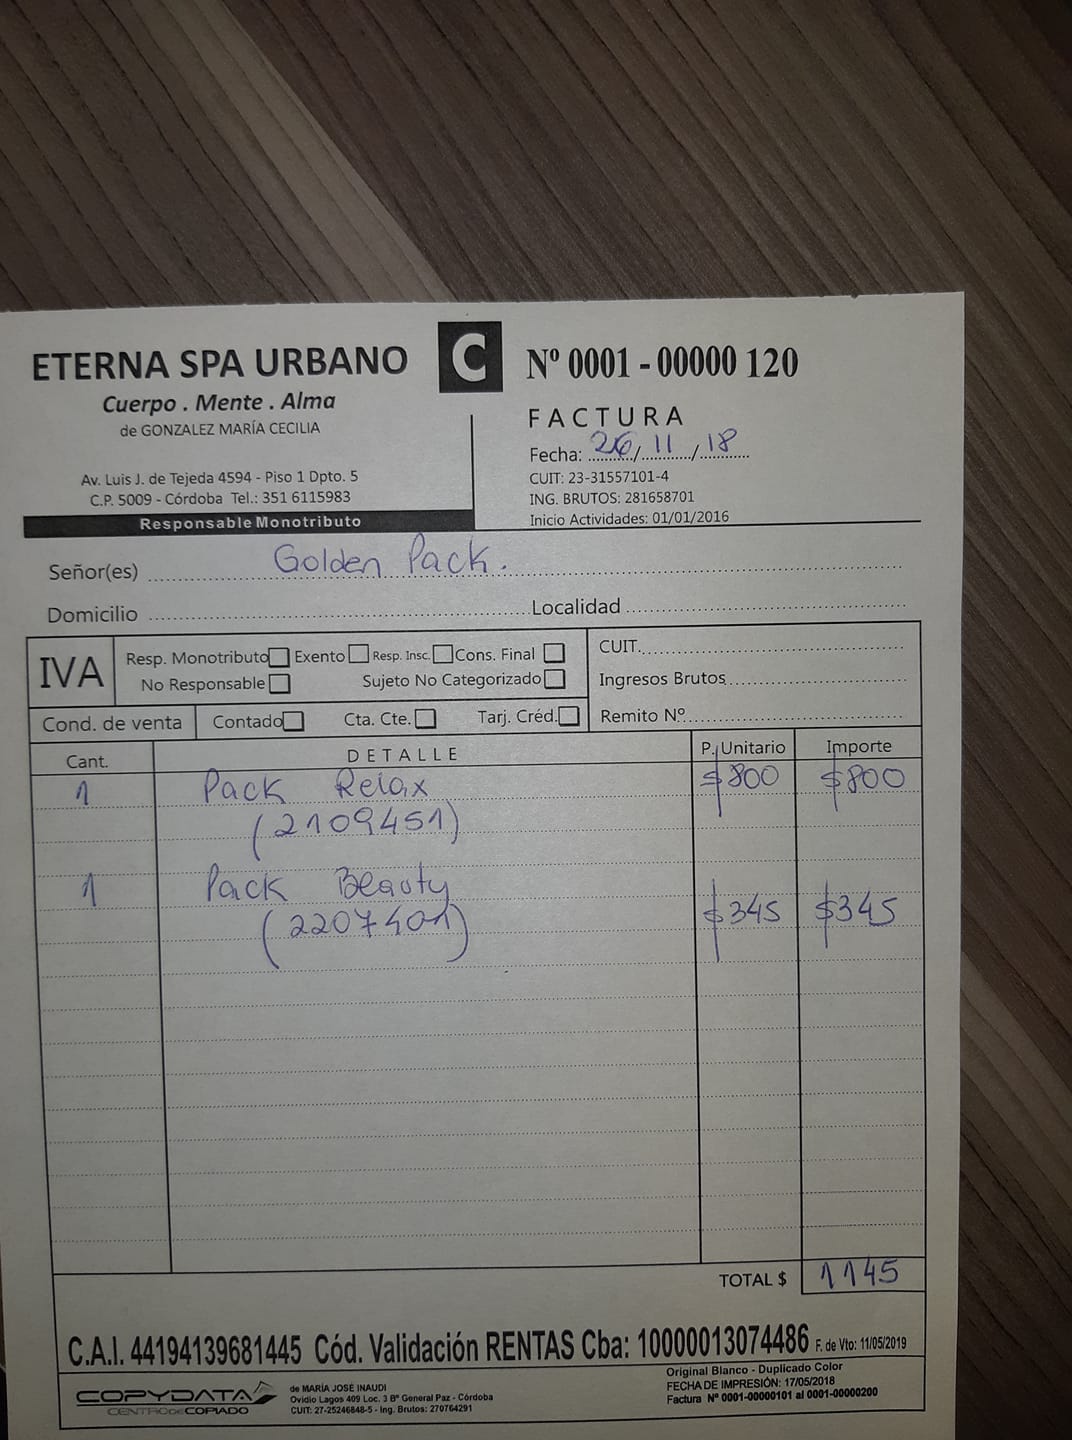 ETERNA SPA URBANO
Cuerpo . Mente . Alma
de GONZALEZ MARÍA CECILIA
Av. Luis J. de Tejeda 4594 - Piso 1 Dpto. 5
C.P. 5009 - Córdoba Tel.: 351 6115983
Responsable Monotributo
C
Nº 0001 - 00000 120
FACTURA
Fecha: 26/11/18
CUIT: 23-31557101-4
ING. BRUTOS: 281658701
Inicio Actividades: 01/01/2016
Señor(es) Golden Pack.
Domicilio Localidad
IVA
Resp. Monotributo Exento Resp. Insc. Cons. Final
No Responsable Sujeto No Categorizado
CUIT.
Ingresos Brutos
Cond. de venta Contado Cta. Cte. Tarj. Créd. Remito Nº
Cant. DETALLE P. Unitario Importe
1 Pack Relax $800 $800
(2109451)
1 Pack Beauty
(2207401) $345 $345
TOTAL $ 1145
C.A.I. 44194139681445 Cód. Validación RENTAS Cba: 10000013074486 F. de Vto: 11/05/2019
COPYDATA
CENTRO DE COPIADO
de MARÍA JOSÉ INAUDI
Ovidio Lagos 409 Loc. 3 Bº General Paz - Córdoba
CUIT: 27-25246848-5 - Ing. Brutos: 270764291
Original Blanco - Duplicado Color
FECHA DE IMPRESIÓN: 17/05/2018
Factura Nº 0001-00000101 al 0001-00000200